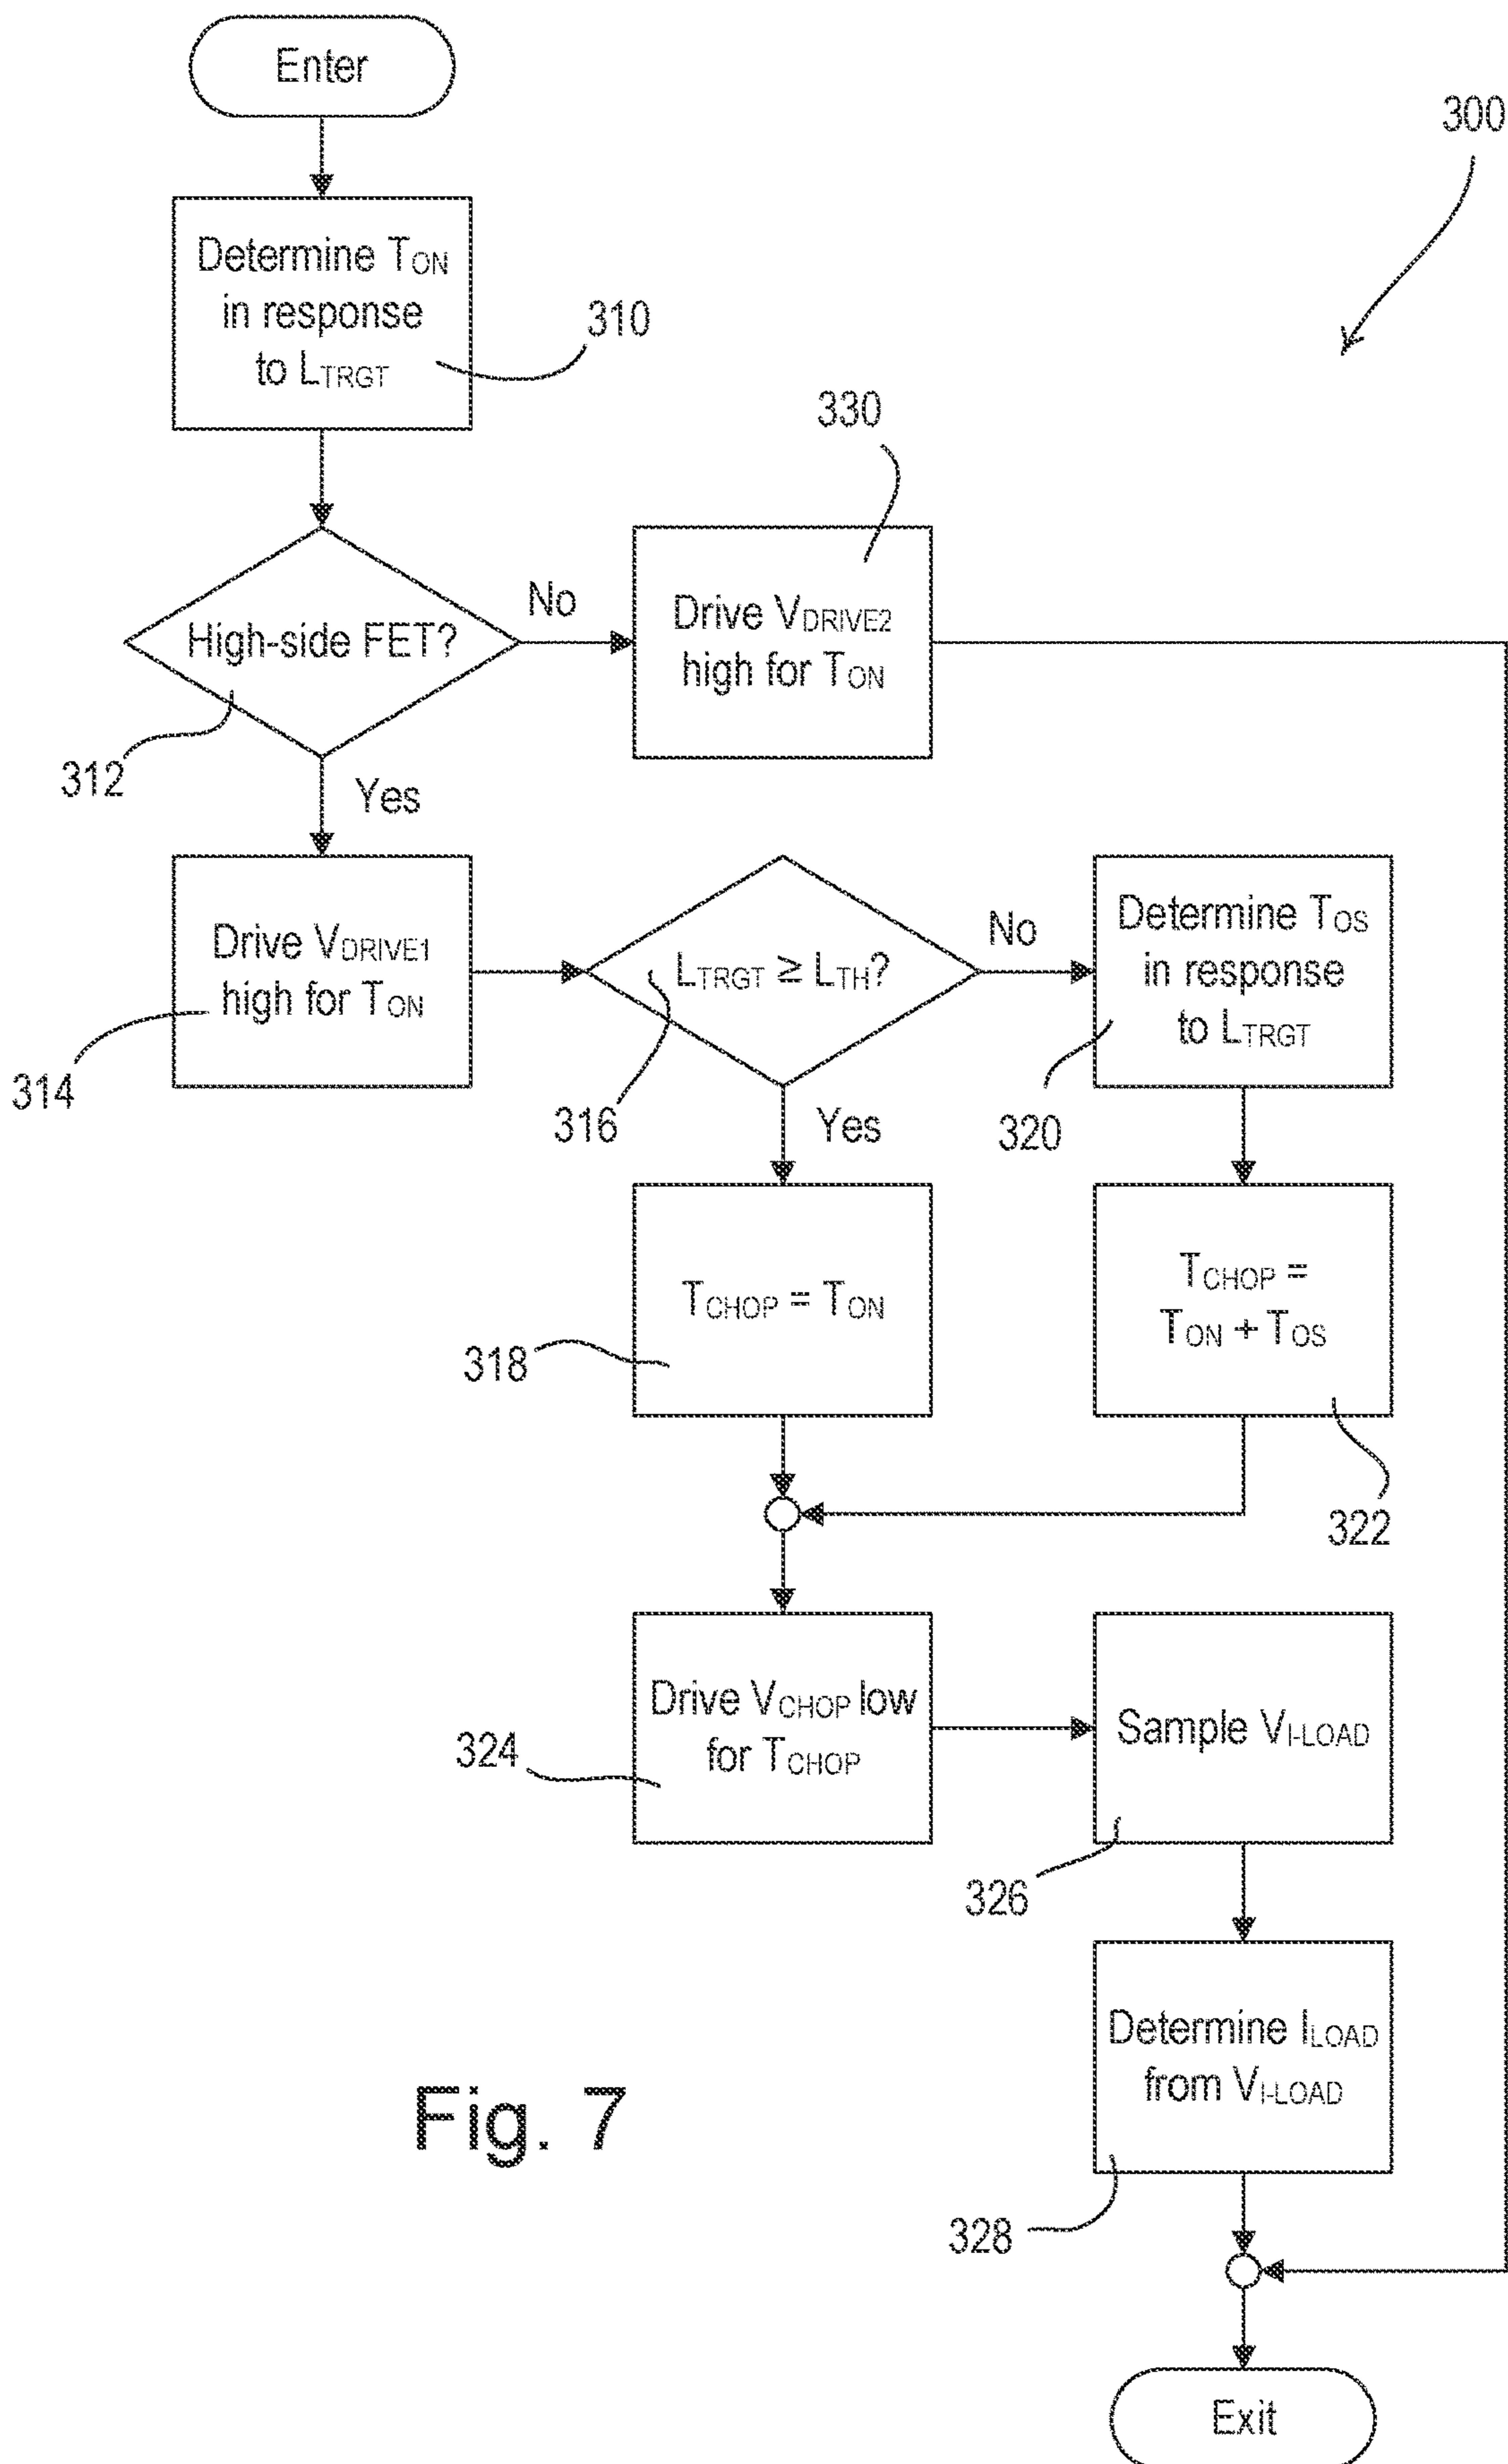 Enter
300
Determine TON
in response
to LTRGT
310
330
High-side FET?
No
Drive VDRIVE2
high for TON
312
Yes
Drive VDRIVE1
high for TON
314
LTRGT ≥ LTH?
316
No
Determine TOS
in response
to LTRGT
320
Yes
TCHOP = TON
318
TCHOP =
TON + TOS
322
Drive VCHOP low
for TCHOP
324
Sample VI-LOAD
326
Determine ILOAD
from VI-LOAD
328
Fig. 7
Exit